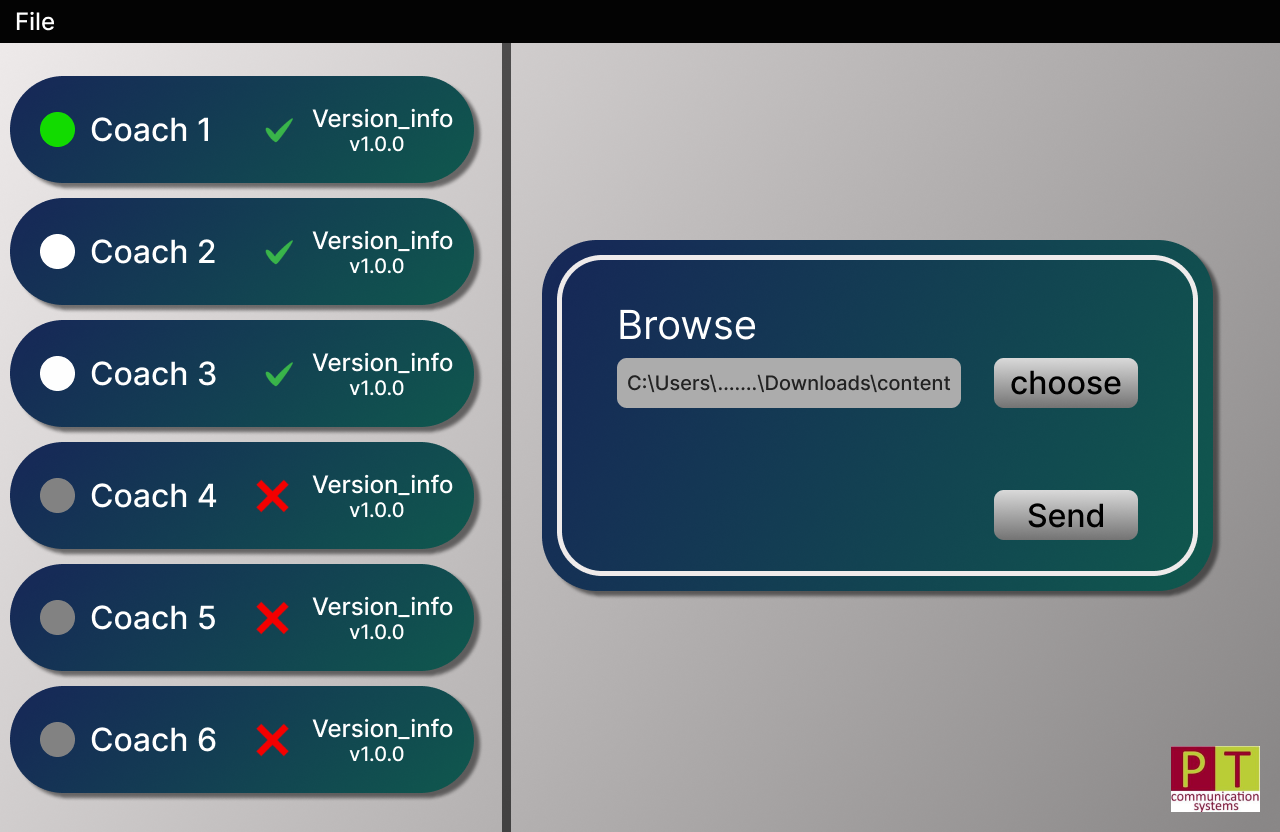 File
Coach 1
Version_info
v1.0.0
Coach 2
Version_info
v1.0.0
Coach 3
Version_info
v1.0.0
Coach 4
Version_info
v1.0.0
Coach 5
Version_info
v1.0.0
Coach 6
Version_info
v1.0.0
Browse
C:\Users\.......\Downloads\content
choose
Send
PT
communication
systems